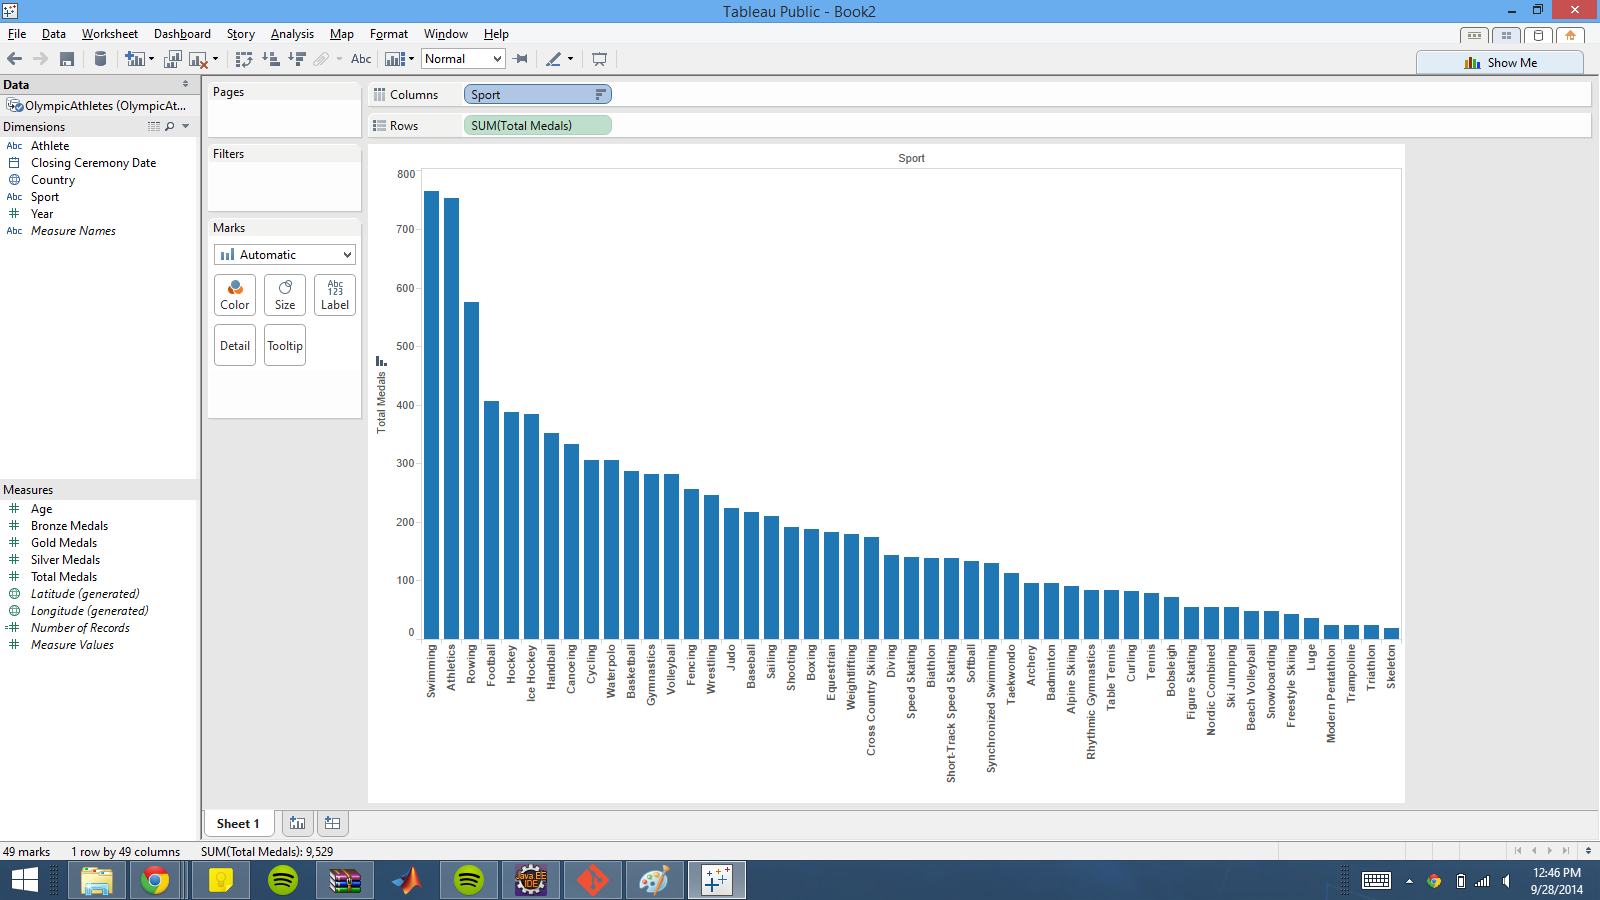 Tableau Public - Book2
File Data Worksheet Dashboard Story Analysis Map Format Window Help
Abc Normal
Show Me
Data
OlympicAthletes (OlympicAt...
Dimensions
Abc Athlete
Closing Ceremony Date
Country
Abc Sport
Year
Abc Measure Names
Measures
Age
Bronze Medals
Gold Medals
Silver Medals
Total Medals
Latitude (generated)
Longitude (generated)
Number of Records
Measure Values
Pages
Filters
Marks
Automatic
Color
Size
Abc
123
Label
Detail
Tooltip
Columns Sport
Rows SUM(Total Medals)
Sport
Total Medals
800
700
600
500
400
300
200
100
0
Swimming
Athletics
Rowing
Football
Hockey
Ice Hockey
Handball
Canoeing
Cycling
Waterpolo
Basketball
Gymnastics
Volleyball
Fencing
Wrestling
Judo
Baseball
Sailing
Shooting
Boxing
Equestrian
Weightlifting
Cross Country Skiing
Diving
Speed Skating
Biathlon
Short-Track Speed Skating
Softball
Synchronized Swimming
Taekwondo
Archery
Badminton
Alpine Skiing
Rhythmic Gymnastics
Table Tennis
Curling
Tennis
Bobsleigh
Figure Skating
Nordic Combined
Ski Jumping
Beach Volleyball
Snowboarding
Freestyle Skiing
Luge
Modern Pentathlon
Trampoline
Triathlon
Skeleton
Sheet 1
49 marks 1 row by 49 columns SUM(Total Medals): 9,529
Java EE
IDE
12:46 PM
9/28/2014